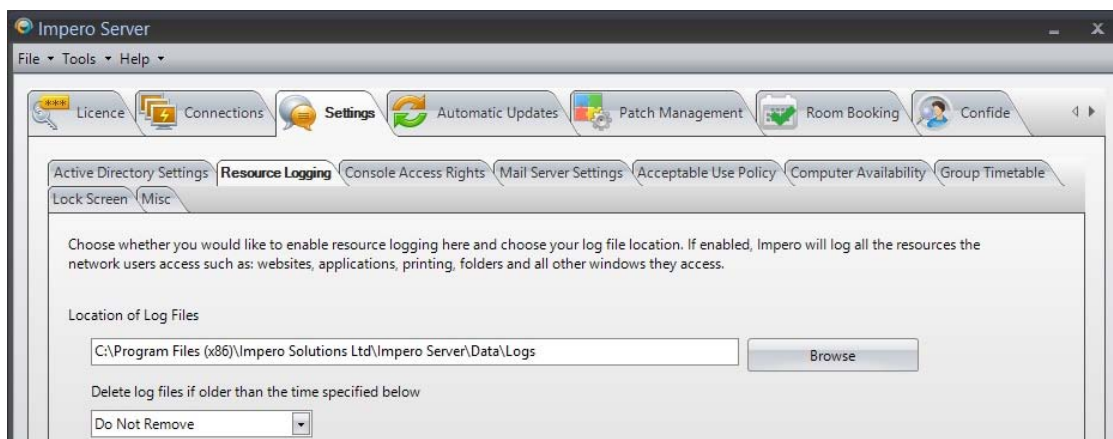 Impero Server
File Tools Help
*** Licence Connections Settings Automatic Updates Patch Management Room Booking Confide
Active Directory Settings Resource Logging Console Access Rights Mail Server Settings Acceptable Use Policy Computer Availability Group Timetable
Lock Screen Misc
Choose whether you would like to enable resource logging here and choose your log file location. If enabled, Impero will log all the resources the
network users access such as: websites, applications, printing, folders and all other windows they access.
Location of Log Files
C:\Program Files (x86)\Impero Solutions Ltd\Impero Server\Data\Logs Browse
Delete log files if older than the time specified below
Do Not Remove